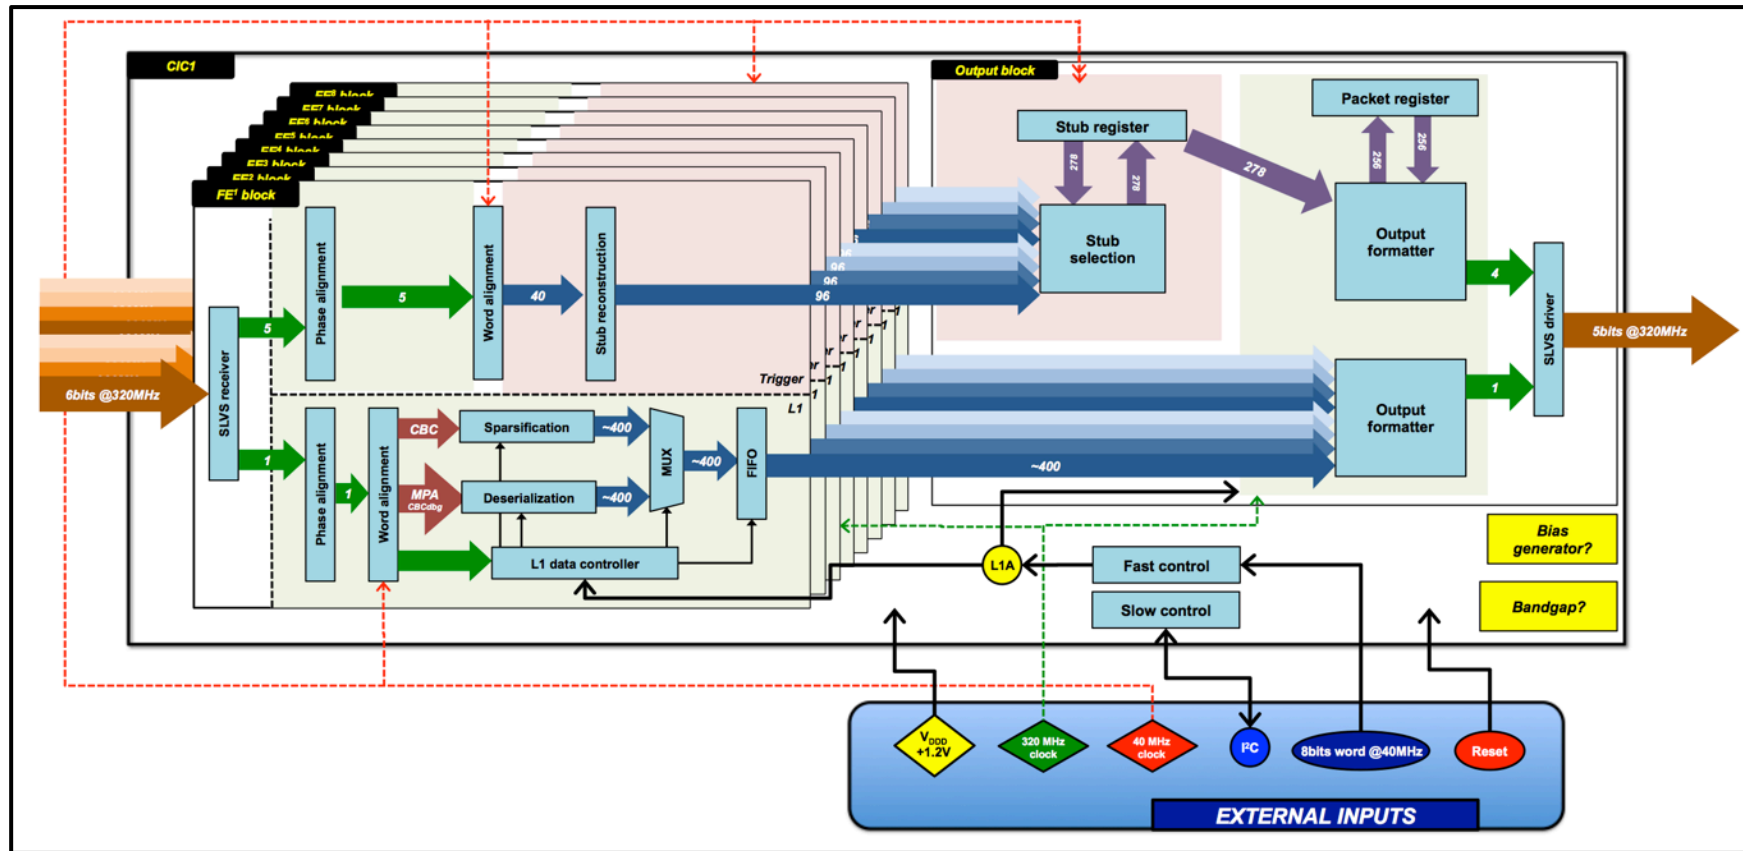 CIC1
Output block
FE⁸ block
FE⁷ block
FE⁶ block
FE⁵ block
FE⁴ block
FE³ block
FE² block
FE¹ block
Packet register
Stub register
278
278
278
256
256
Phase alignment
Word alignment
Stub reconstruction
Stub
selection
Output
formatter
5
5
40
96
96
96
96
4
SLVS receiver
SLVS driver
6bits @320MHz
5bits @320MHz
Trigger
L1
1
Phase alignment
1
Word alignment
CBC
Sparsification
~400
MPA
CBCdbg
Deserialization
~400
MUX
~400
FIFO
~400
Output
formatter
1
L1 data controller
L1A
Fast control
Slow control
Bias
generator?
Bandgap?
VDDD
+1.2V
320 MHz
clock
40 MHz
clock
I²C
8bits word @40MHz
Reset
EXTERNAL INPUTS